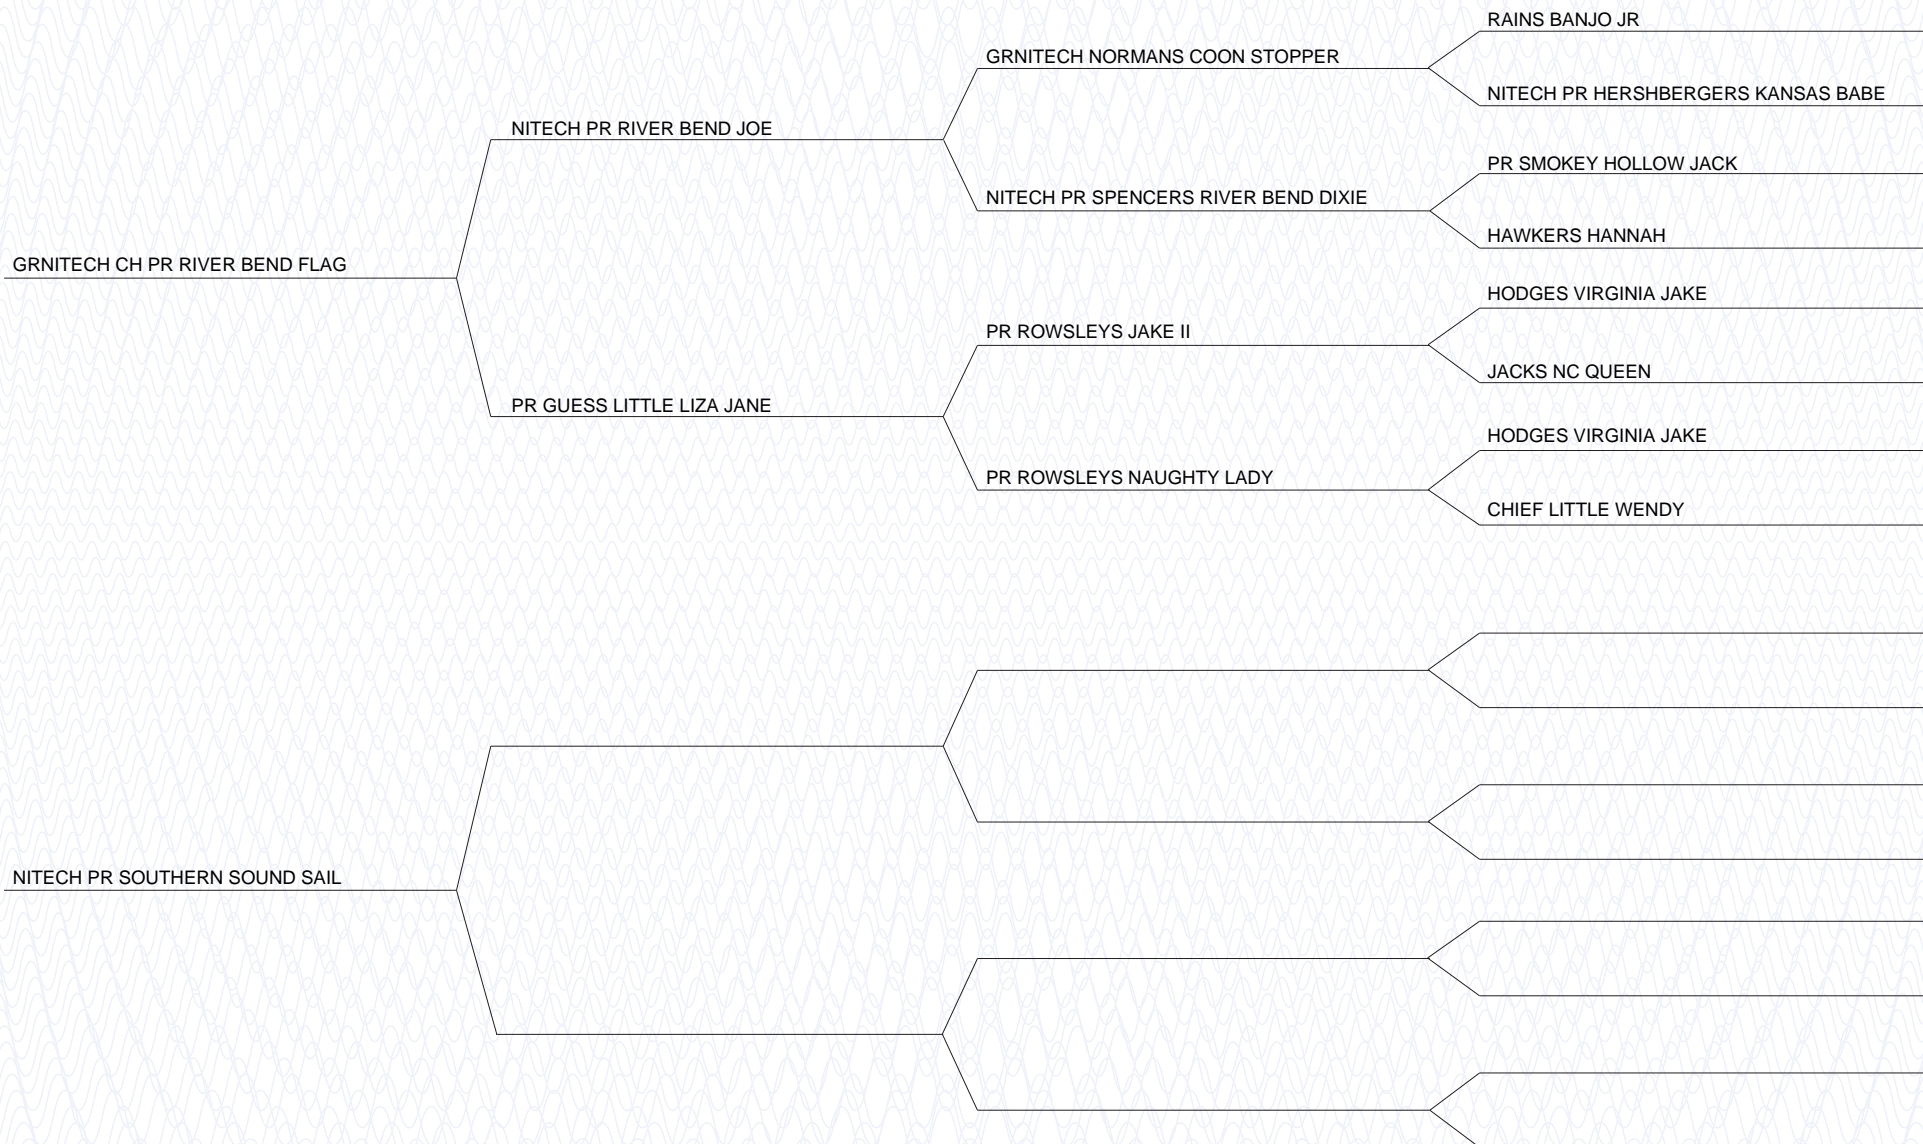 RAINS BANJO JR
GRNITECH NORMANS COON STOPPER
NITECH PR HERSHBERGERS KANSAS BABE
NITECH PR RIVER BEND JOE
PR SMOKEY HOLLOW JACK
NITECH PR SPENCERS RIVER BEND DIXIE
HAWKERS HANNAH
GRNITECH CH PR RIVER BEND FLAG
HODGES VIRGINIA JAKE
PR ROWSLEYS JAKE II
JACKS NC QUEEN
PR GUESS LITTLE LIZA JANE
HODGES VIRGINIA JAKE
PR ROWSLEYS NAUGHTY LADY
CHIEF LITTLE WENDY
NITECH PR SOUTHERN SOUND SAIL